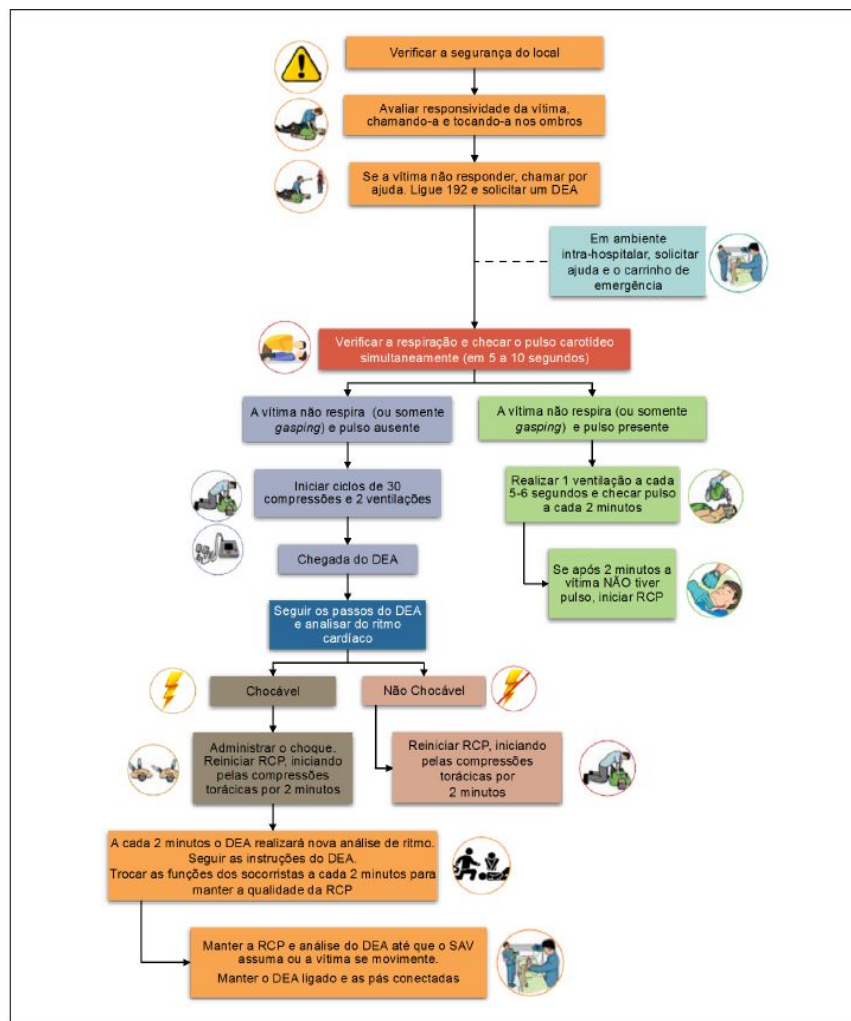 Verificar a segurança do local
Avaliar responsividade da vítima,
chamando-a e tocando-a nos ombros
Se a vítima não responder, chamar por
ajuda. Ligue 192 e solicitar um DEA
Em ambiente
intra-hospitalar, solicitar
ajuda e o carrinho de
emergência
Verificar a respiração e checar o pulso carotídeo
simultaneamente (em 5 a 10 segundos)
A vítima não respira (ou somente
gasping) e pulso ausente
A vítima não respira (ou somente
gasping) e pulso presente
Iniciar ciclos de 30
compressões e 2 ventilações
Realizar 1 ventilação a cada
5-6 segundos e checar pulso
a cada 2 minutos
Chegada do DEA
Se após 2 minutos a
vítima NÃO tiver
pulso, iniciar RCP
Seguir os passos do DEA
e analisar do ritmo
cardíaco
Chocável
Não Chocável
Administrar o choque.
Reiniciar RCP, iniciando
pelas compressões
torácicas por 2 minutos
Reiniciar RCP, iniciando
pelas compressões
torácicas por
2 minutos
A cada 2 minutos o DEA realizará nova análise de ritmo.
Seguir as instruções do DEA.
Trocar as funções dos socorristas a cada 2 minutos para
manter a qualidade da RCP
Manter a RCP e análise do DEA até que o SAV
assuma ou a vítima se movimente.
Manter o DEA ligado e as pás conectadas